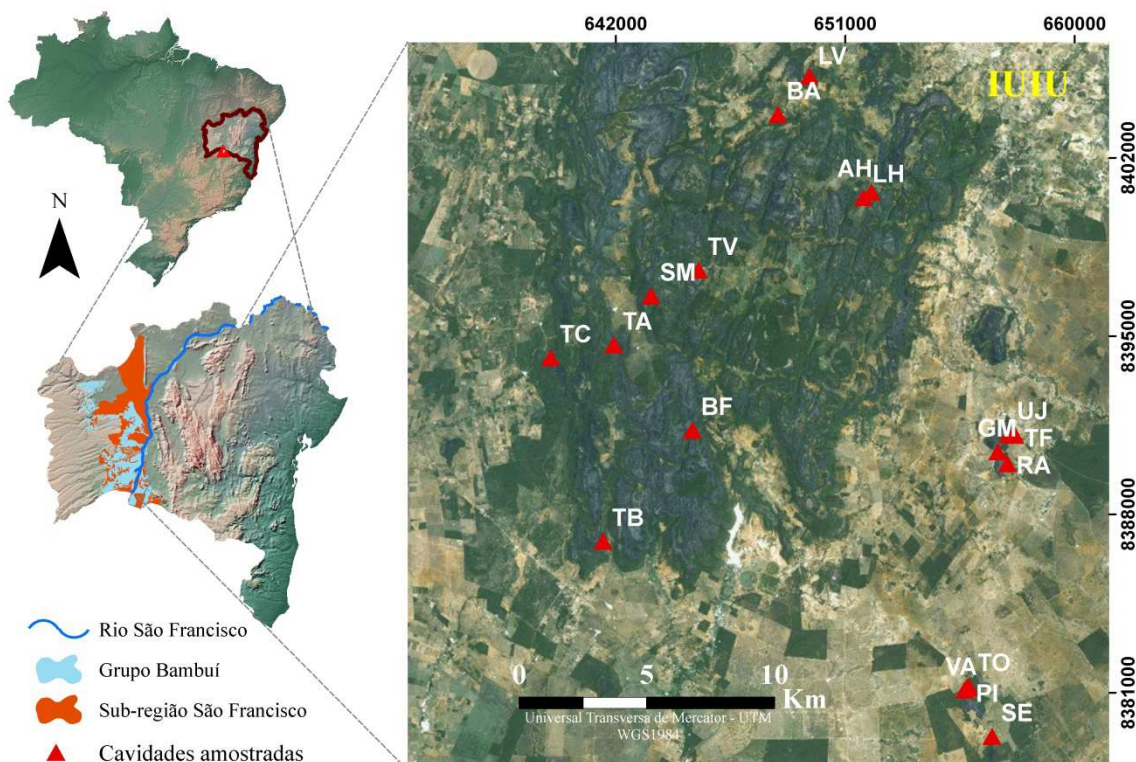 642000
651000
660000
IUIU
LV
BA
8402000
AH LH
TV
SM
N
TA
8395000
TC
BF
UJ
GM
TF
RA
8388000
TB
Rio São Francisco
Grupo Bambuí
Sub-região São Francisco
Cavidades amostradas
0 5 10
Km
Universal Transversa de Mercator - UTM
WGS1984
VA TO
PI
SE
8381000